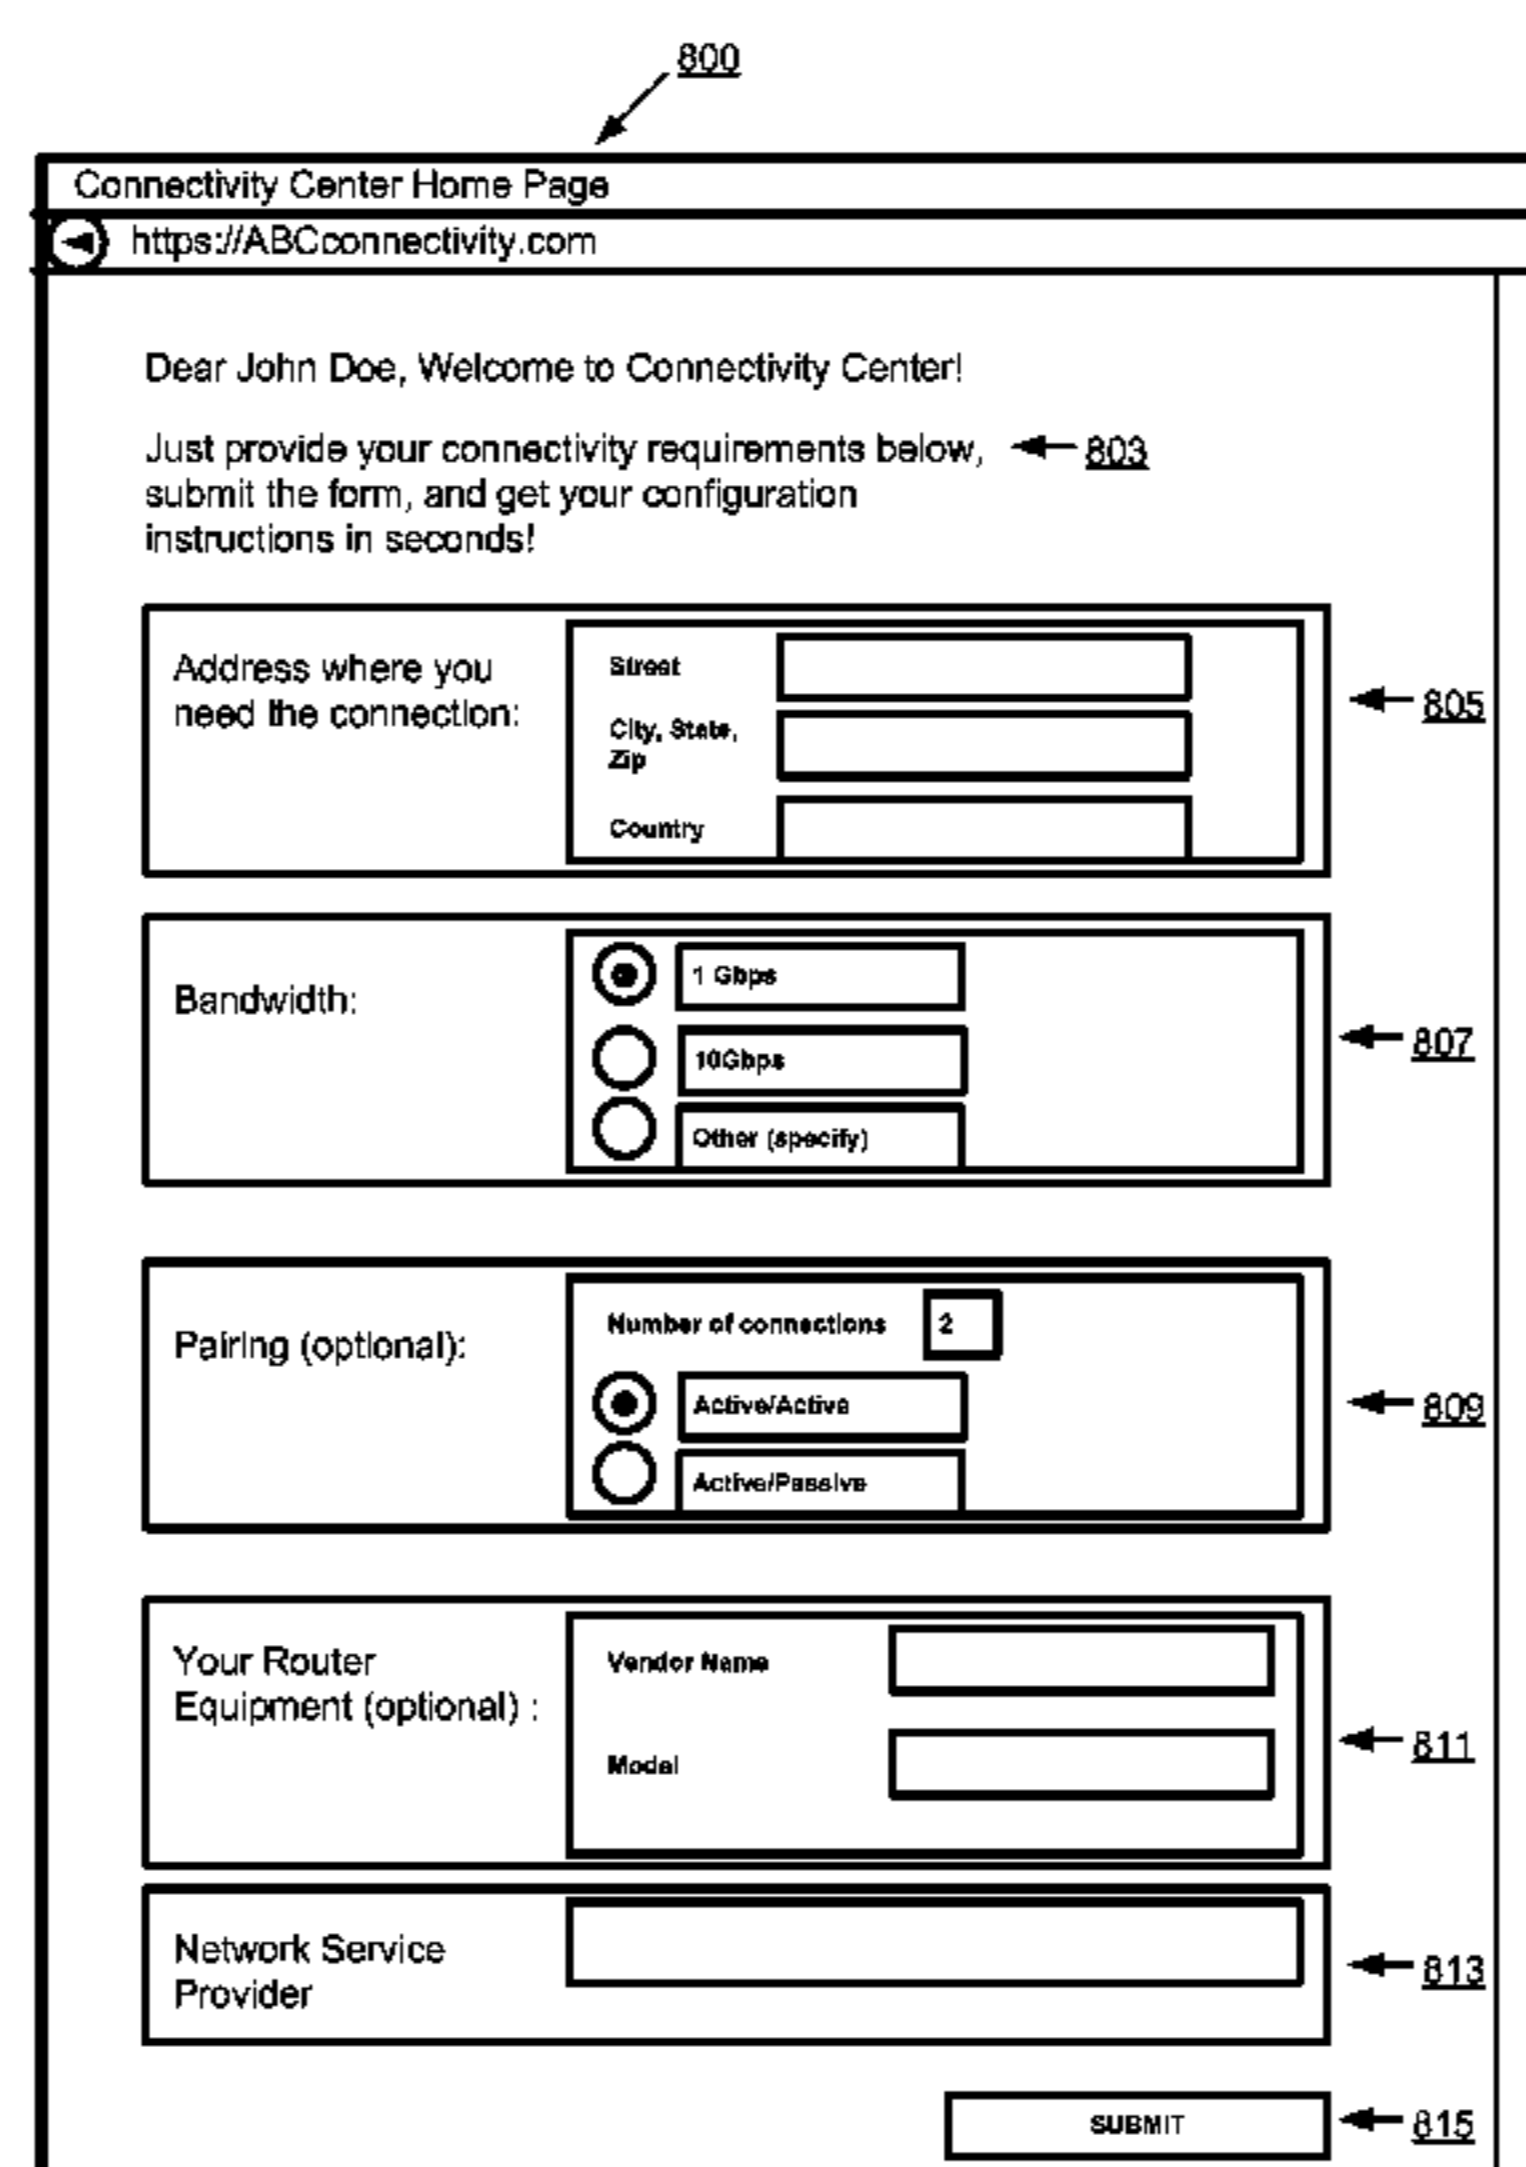 800
Connectivity Center Home Page
https://ABCconnectivity.com
Dear John Doe, Welcome to Connectivity Center!
Just provide your connectivity requirements below,
803
submit the form, and get your configuration
instructions in seconds!
Address where you
need the connection:
Street
City, State,
Zip
Country
805
Bandwidth:
1 Gbps
10Gbps
Other (specify)
807
Pairing (optional):
Number of connections 2
Active/Active
Active/Passive
809
Your Router
Equipment (optional) :
Vendor Name
Model
811
Network Service
Provider
813
SUBMIT
815